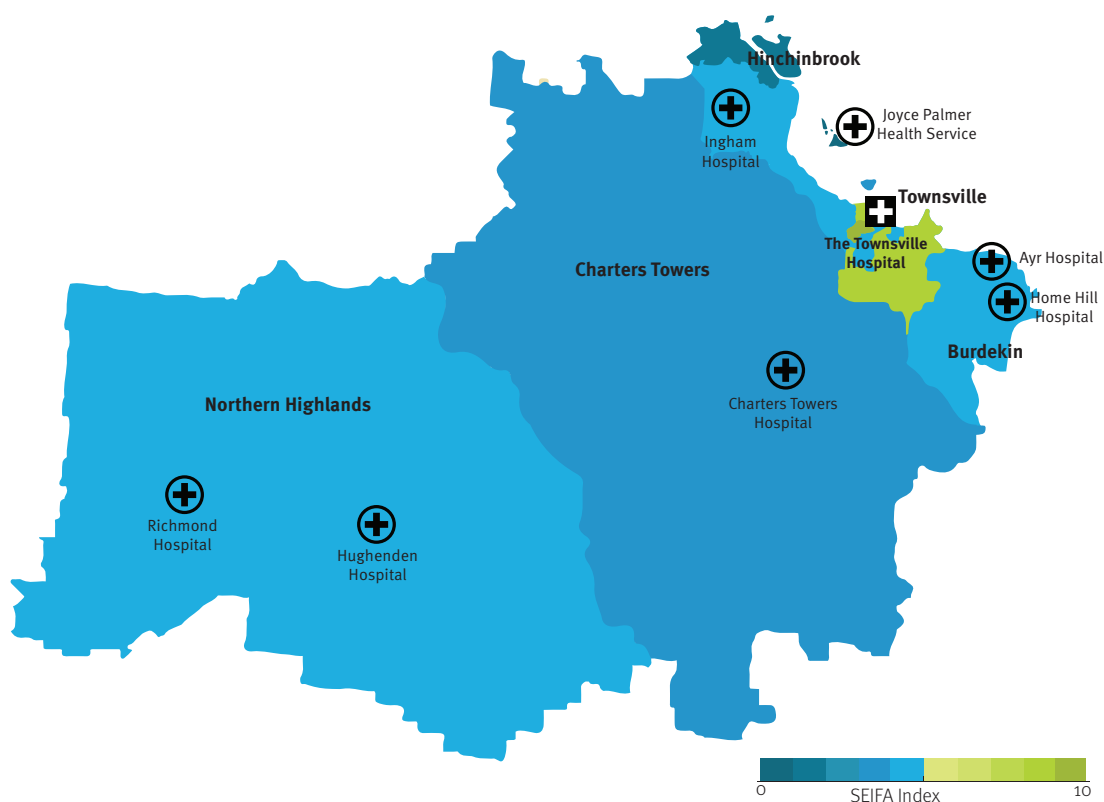 Hinchinbrook
Joyce Palmer
Health Service
Ingham
Hospital
Townsville
The Townsville
Hospital
Ayr Hospital
Charters Towers
Home Hill
Hospital
Burdekin
Northern Highlands
Charters Towers
Hospital
Richmond
Hospital
Hughenden
Hospital
0
10
SEIFA Index